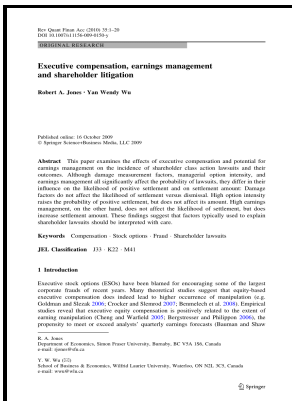 Rev Quant Finan Acc (2010) 35:1–20
DOI 10.1007/s11156-009-0150-y
ORIGINAL RESEARCH
Executive compensation, earnings management
and shareholder litigation
Robert A. Jones · Yan Wendy Wu
Published online: 16 October 2009
© Springer Science+Business Media, LLC 2009
Abstract This paper examines the effects of executive compensation and potential for
earnings management on the incidence of shareholder class action lawsuits and their
outcomes. Although damage measurement factors, managerial option intensity, and
earnings management all significantly affect the probability of lawsuits, they differ in their
influence on the likelihood of positive settlement and on settlement amount: Damage
factors do not affect the likelihood of settlement versus dismissal. High option intensity
raises the probability of positive settlement, but does not affect its amount. High earnings
management, on the other hand, does not affect the likelihood of settlement, but does
increase settlement amount. These findings suggest that factors typically used to explain
shareholder lawsuits should be interpreted with care.
Keywords Compensation · Stock options · Fraud · Shareholder lawsuits
JEL Classification J33 · K22 · M41
1 Introduction
Executive stock options (ESOs) have been blamed for encouraging some of the largest
corporate frauds of recent years. Many theoretical studies suggest that equity-based
executive compensation does indeed lead to higher occurrence of manipulation (e.g.
Goldman and Slezak 2006; Crocker and Slemrod 2007; Benmelech et al. 2008). Empirical
studies reveal that executive equity compensation is positively related to the extent of
earning manipulation (Cheng and Warfield 2005; Bergstresser and Philippon 2006), the
propensity to meet or exceed analysts' quarterly earnings forecasts (Bauman and Shaw
R. A. Jones
Department of Economics, Simon Fraser University, Burnaby, BC V5A 1S6, Canada
e-mail: rjones@sfu.ca
Y. W. Wu (✉)
School of Business & Economics, Wilfrid Laurier University, Waterloo, ON N2L 3C5, Canada
e-mail: wwu@wlu.ca
Springer